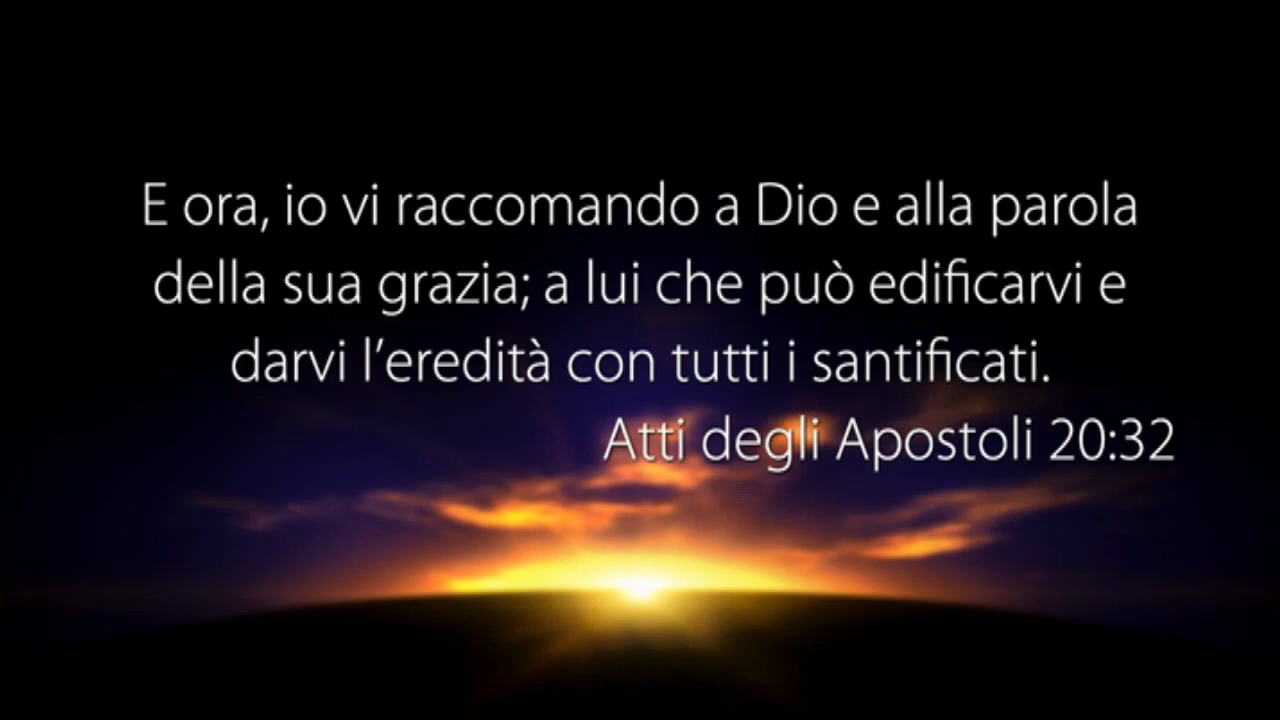 E ora, io vi raccomando a Dio e alla parola
della sua grazia; a lui che può edificarvi e
darvi l’eredità con tutti i santificati.
Atti degli Apostoli 20:32